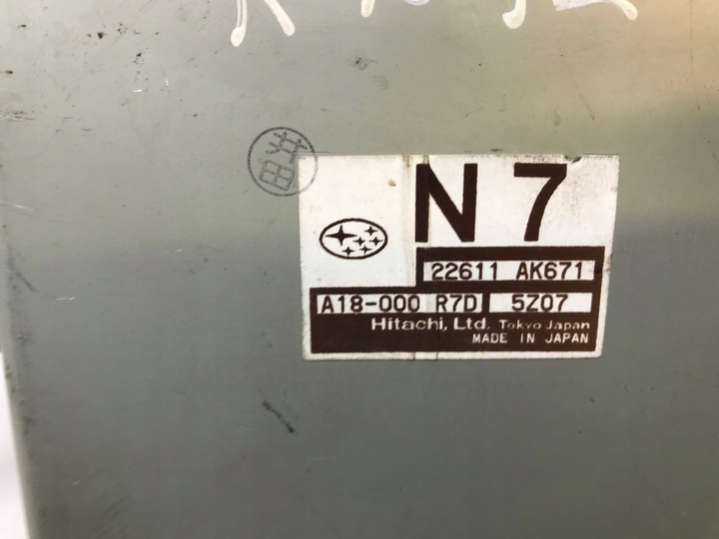 N 7
22611 AK671
A18-000 R7D 5Z07
Hitachi, Ltd. Tokyo Japan
MADE IN JAPAN